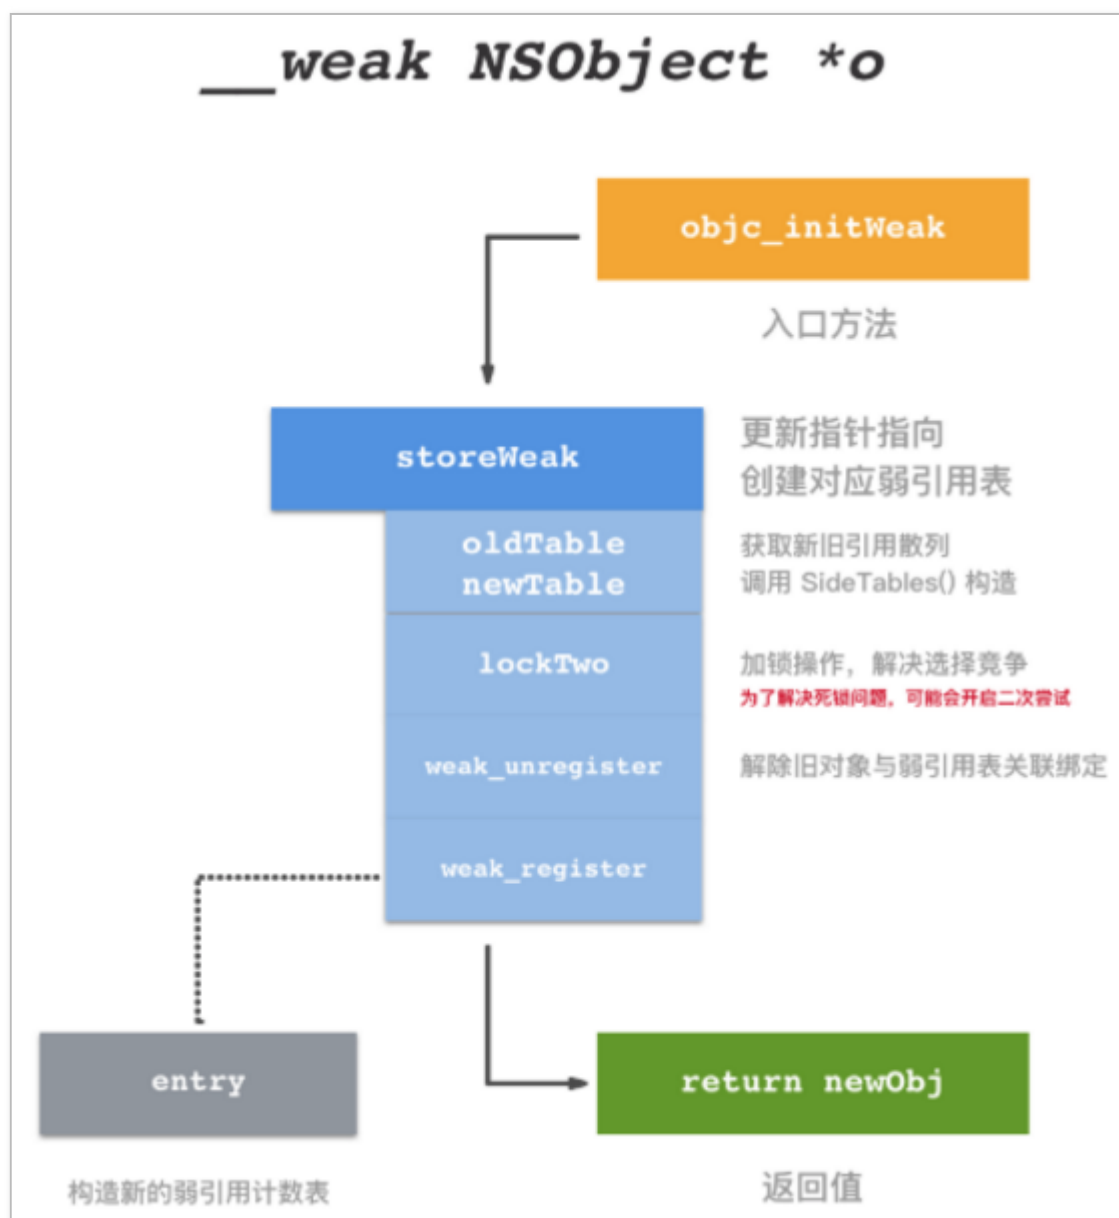 __weak NSObject *o
objc_initWeak
入口方法
storeWeak
更新指针指向
创建对应弱引用表
oldTable
newTable
获取新旧引用散列
调用 SideTables() 构造
lockTwo
加锁操作，解决选择竞争
为了解决死锁问题，可能会开启二次尝试
weak_unregister
解除旧对象与弱引用表关联绑定
weak_register
entry
return newObj
构造新的弱引用计数表
返回值